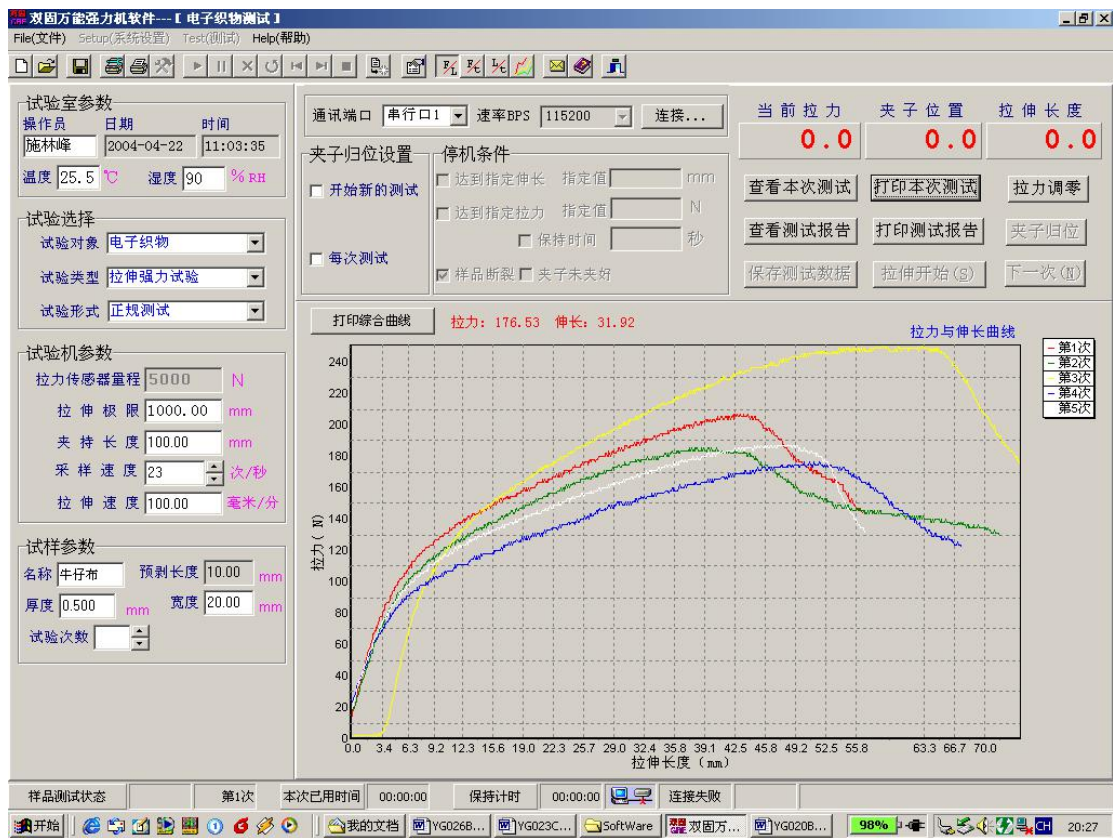 双固万能强力机软件---【 电子织物测试 】
File(文件) Setup(系统设置) Test(测试) Help(帮助)
试验室参数
操作员 日期 时间
施林峰 2004-04-22 11:03:35
温度 25.5 ℃ 湿度 90 % RH
试验选择
试验对象 电子织物
试验类型 拉伸强力试验
试验形式 正规测试
试验机参数
拉力传感器量程 5000 N
拉伸极限 1000.00 mm
夹持长度 100.00 mm
采样速度 23 次/秒
拉伸速度 100.00 毫米/分
试样参数
名称 牛仔布 预剥长度 10.00 mm
厚度 0.500 mm 宽度 20.00 mm
试验次数
通讯端口 串行口1 速率BPS 115200 连接...
夹子归位设置
开始新的测试
每次测试
停机条件
达到指定伸长 指定值 mm
达到指定拉力 指定值 N
保持时间 秒
样品断裂 夹子未夹好
当前拉力 夹子位置 拉伸长度
0.0 0.0 0.0
查看本次测试 打印本次测试 拉力调零
查看测试报告 打印测试报告 夹子归位
保存测试数据 拉伸开始(S) 下一次(N)
打印综合曲线 拉力: 176.53 伸长: 31.92
拉力与伸长曲线
第1次
第2次
第3次
第4次
第5次
拉力( N)
240
220
200
180
160
140
120
100
80
60
40
20
0
0.0 3.4 6.3 9.2 12.3 15.6 19.0 22.3 25.7 29.0 32.4 35.8 39.1 42.5 45.8 49.2 52.5 55.8 63.3 66.7 70.0
拉伸长度 (mm)
样品测试状态 第1次 本次已用时间 00:00:00 保持计时 00:00:00 连接失败
开始 我的文档 YG026B... YG023C... SoftWare 双固万... YG020B... 98% CH 20:27